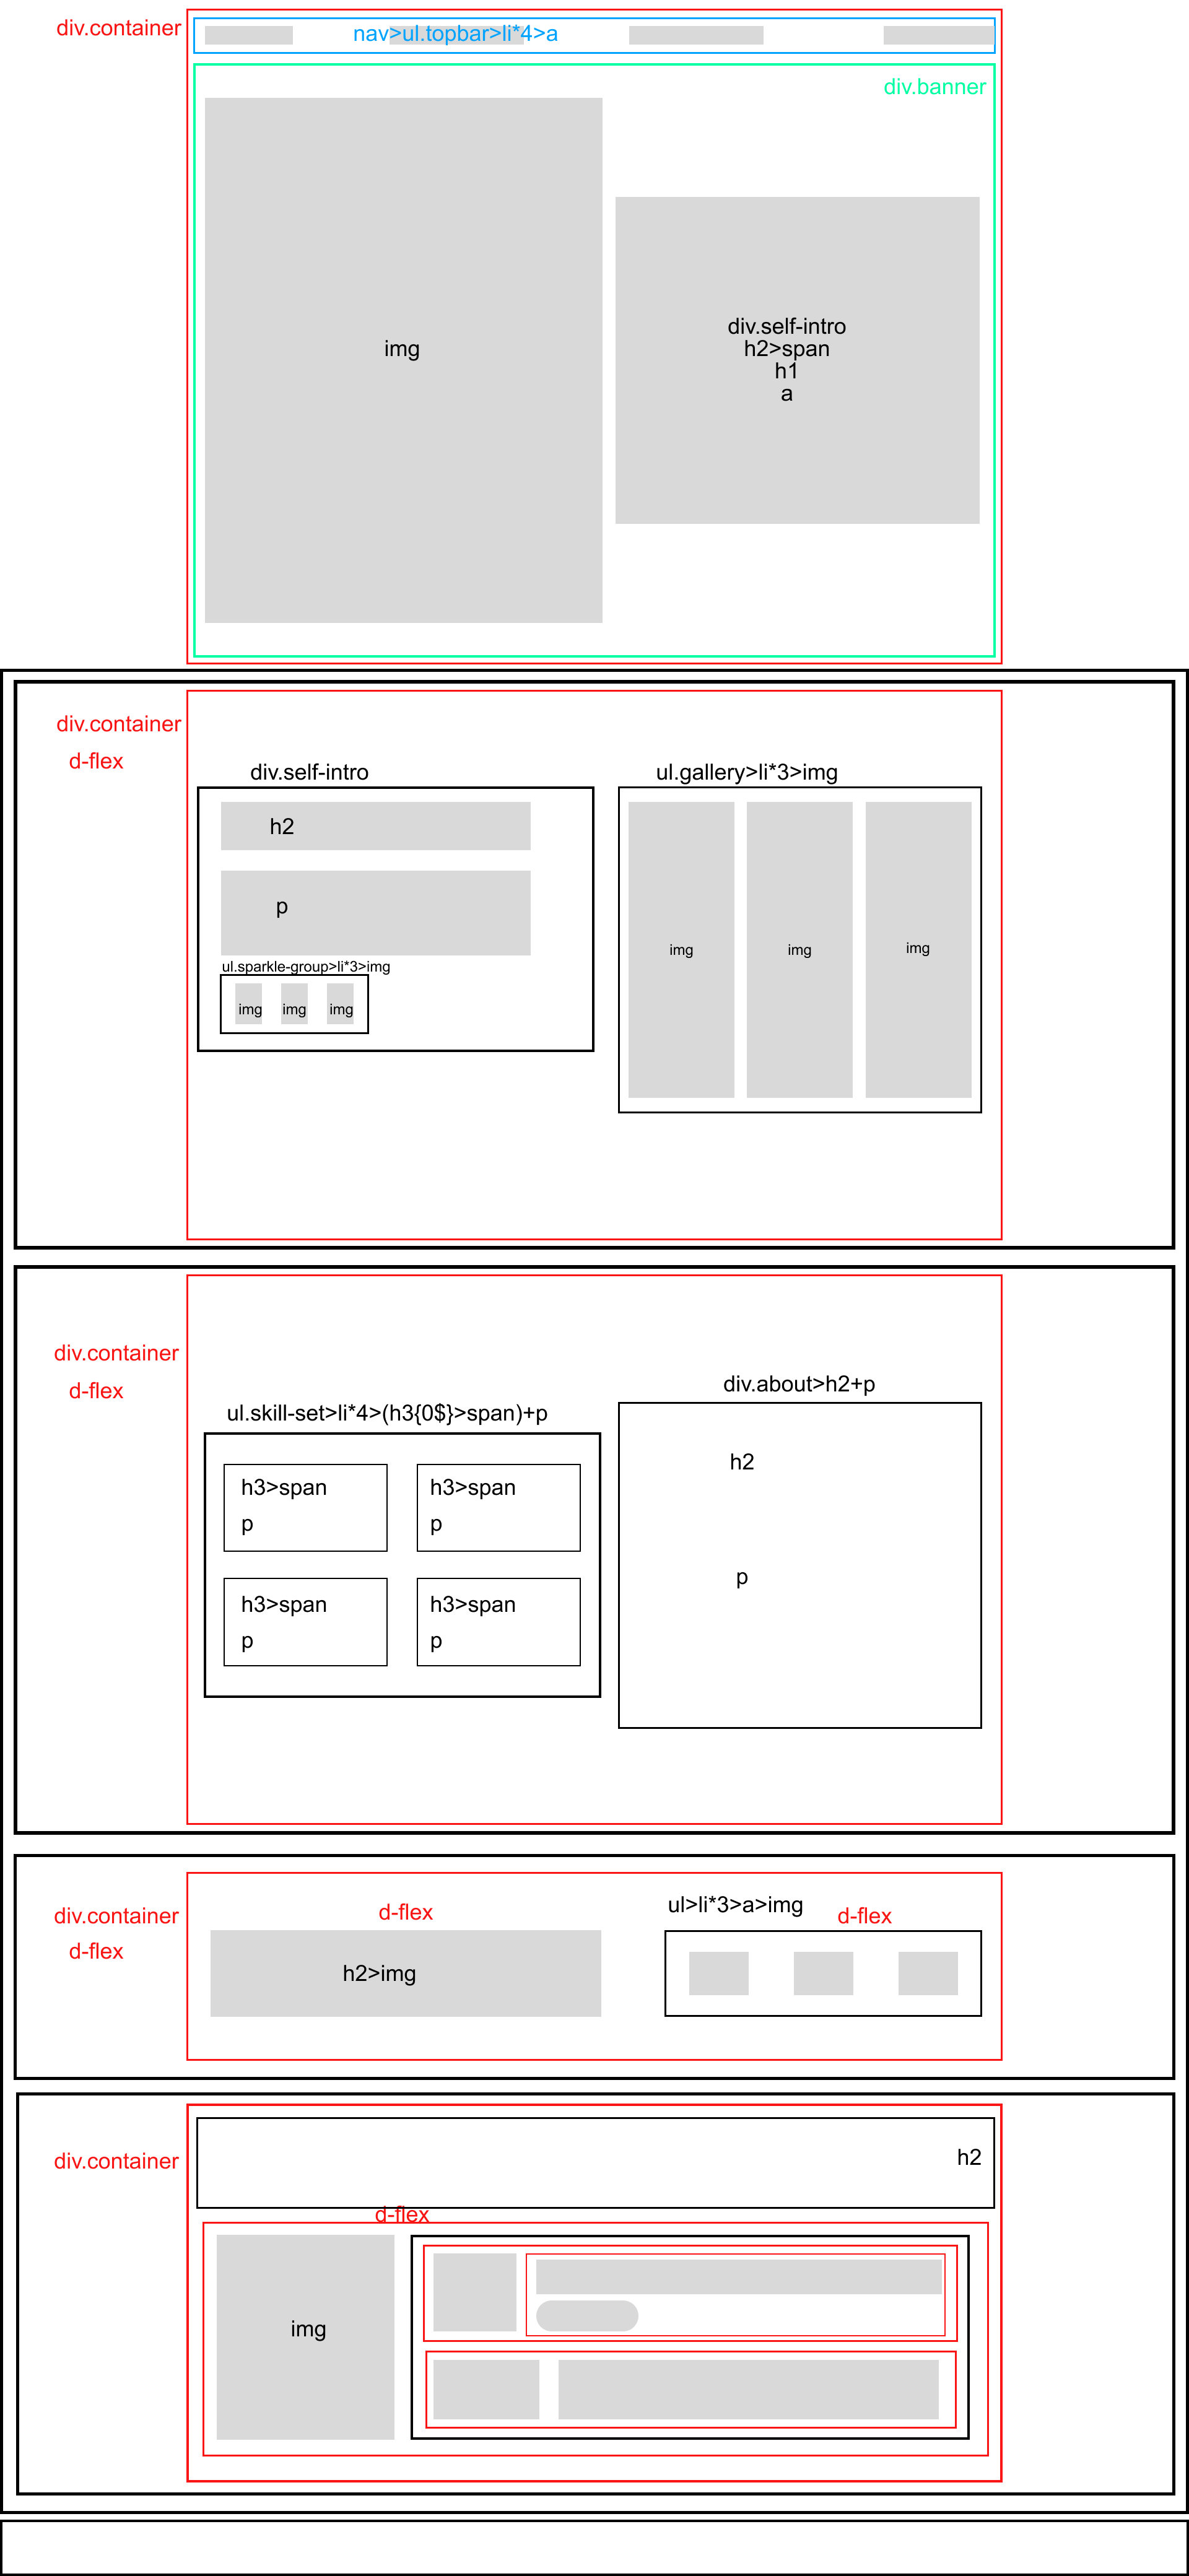 div.container
nav>ul.topbar>li*4>a
div.banner
img
div.self-intro
h2>span
h1
a
div.container
d-flex
div.self-intro
h2
p
ul.sparkle-group>li*3>img
img
img
img
ul.gallery>li*3>img
img
img
img
div.container
d-flex
ul.skill-set>li*4>(h3{0$}>span)+p
h3>span
p
h3>span
p
h3>span
p
h3>span
p
div.about>h2+p
h2
p
div.container
d-flex
d-flex
h2>img
ul>li*3>a>img
d-flex
div.container
h2
d-flex
img